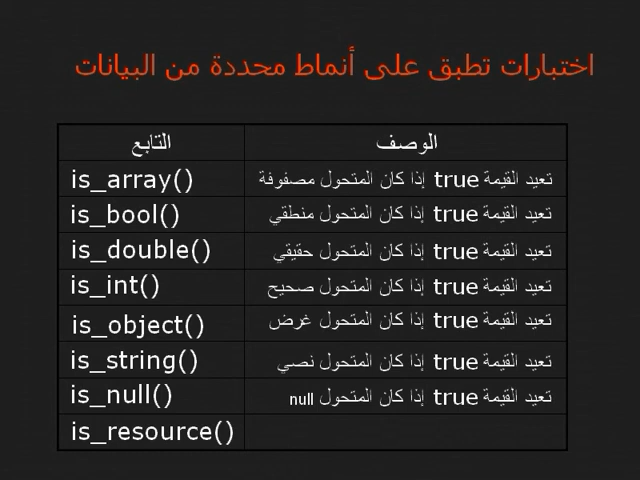 اختبارات تطبق على أنماط محددة من البيانات
الوصف التابع
تعيد القيمة true إذا كان المتحول مصفوفة is_array()
تعيد القيمة true إذا كان المتحول منطقي is_bool()
تعيد القيمة true إذا كان المتحول حقيقي is_double()
تعيد القيمة true إذا كان المتحول صحيح is_int()
تعيد القيمة true إذا كان المتحول غرض is_object()
تعيد القيمة true إذا كان المتحول نصي is_string()
تعيد القيمة true إذا كان المتحول null is_null()
is_resource()